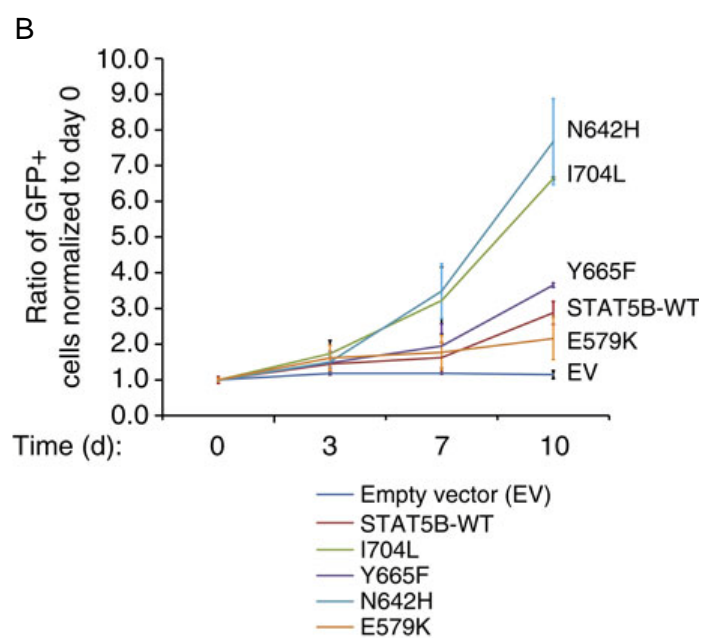 B
Ratio of GFP+
cells normalized to day 0
10.0
9.0
8.0
7.0
6.0
5.0
4.0
3.0
2.0
1.0
0.0
N642H
I704L
Y665F
STAT5B-WT
E579K
EV
Time (d): 0 3 7 10
Empty vector (EV)
STAT5B-WT
I704L
Y665F
N642H
E579K